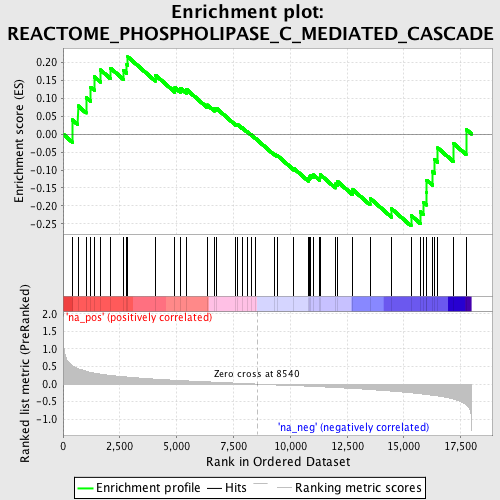 Enrichment plot:
REACTOME_PHOSPHOLIPASE_C_MEDIATED_CASCADE
Enrichment score (ES)
0.20
0.15
0.10
0.05
0.00
-0.05
-0.10
-0.15
-0.20
-0.25
'na_pos' (positively correlated)
Ranked list metric (PreRanked)
2.0
1.5
1.0
0.5
0.0
-0.5
-1.0
Zero cross at 8540
'na_neg' (negatively correlated)
0
2,500
5,000
7,500
10,000
12,500
15,000
17,500
Rank in Ordered Dataset
Enrichment profile
Hits
Ranking metric scores